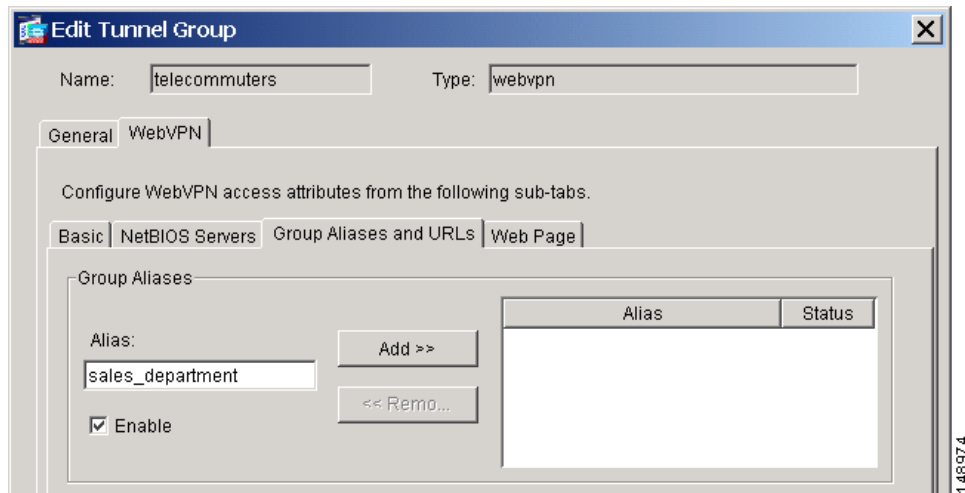 Edit Tunnel Group
Name: telecommuters Type: webvpn
General WebVPN
Configure WebVPN access attributes from the following sub-tabs.
Basic NetBIOS Servers Group Aliases and URLs Web Page
Group Aliases
Alias Status
Alias:
Add >>
sales_department
<< Remo...
Enable
148974